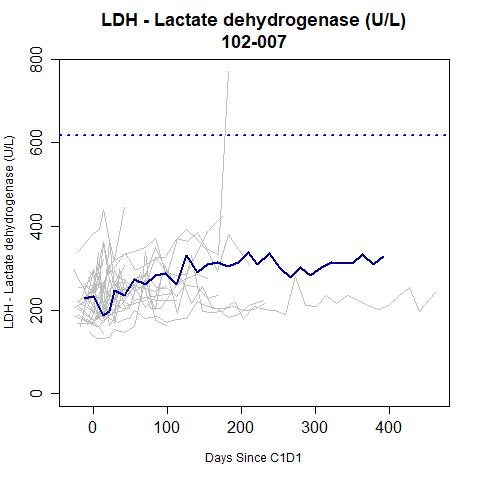 LDH - Lactate dehydrogenase (U/L)
102-007
LDH - Lactate dehydrogenase (U/L)
800
600
400
200
0
0 100 200 300 400
Days Since C1D1